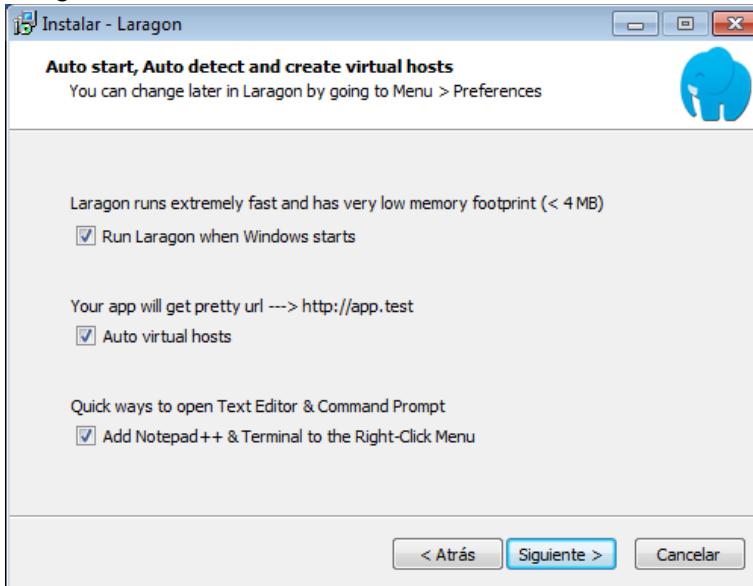 Instalar - Laragon
Auto start, Auto detect and create virtual hosts
You can change later in Laragon by going to Menu > Preferences
Laragon runs extremely fast and has very low memory footprint (< 4 MB)
Run Laragon when Windows starts
Your app will get pretty url ---> http://app.test
Auto virtual hosts
Quick ways to open Text Editor & Command Prompt
Add Notepad++ & Terminal to the Right-Click Menu
< Atrás Siguiente > Cancelar